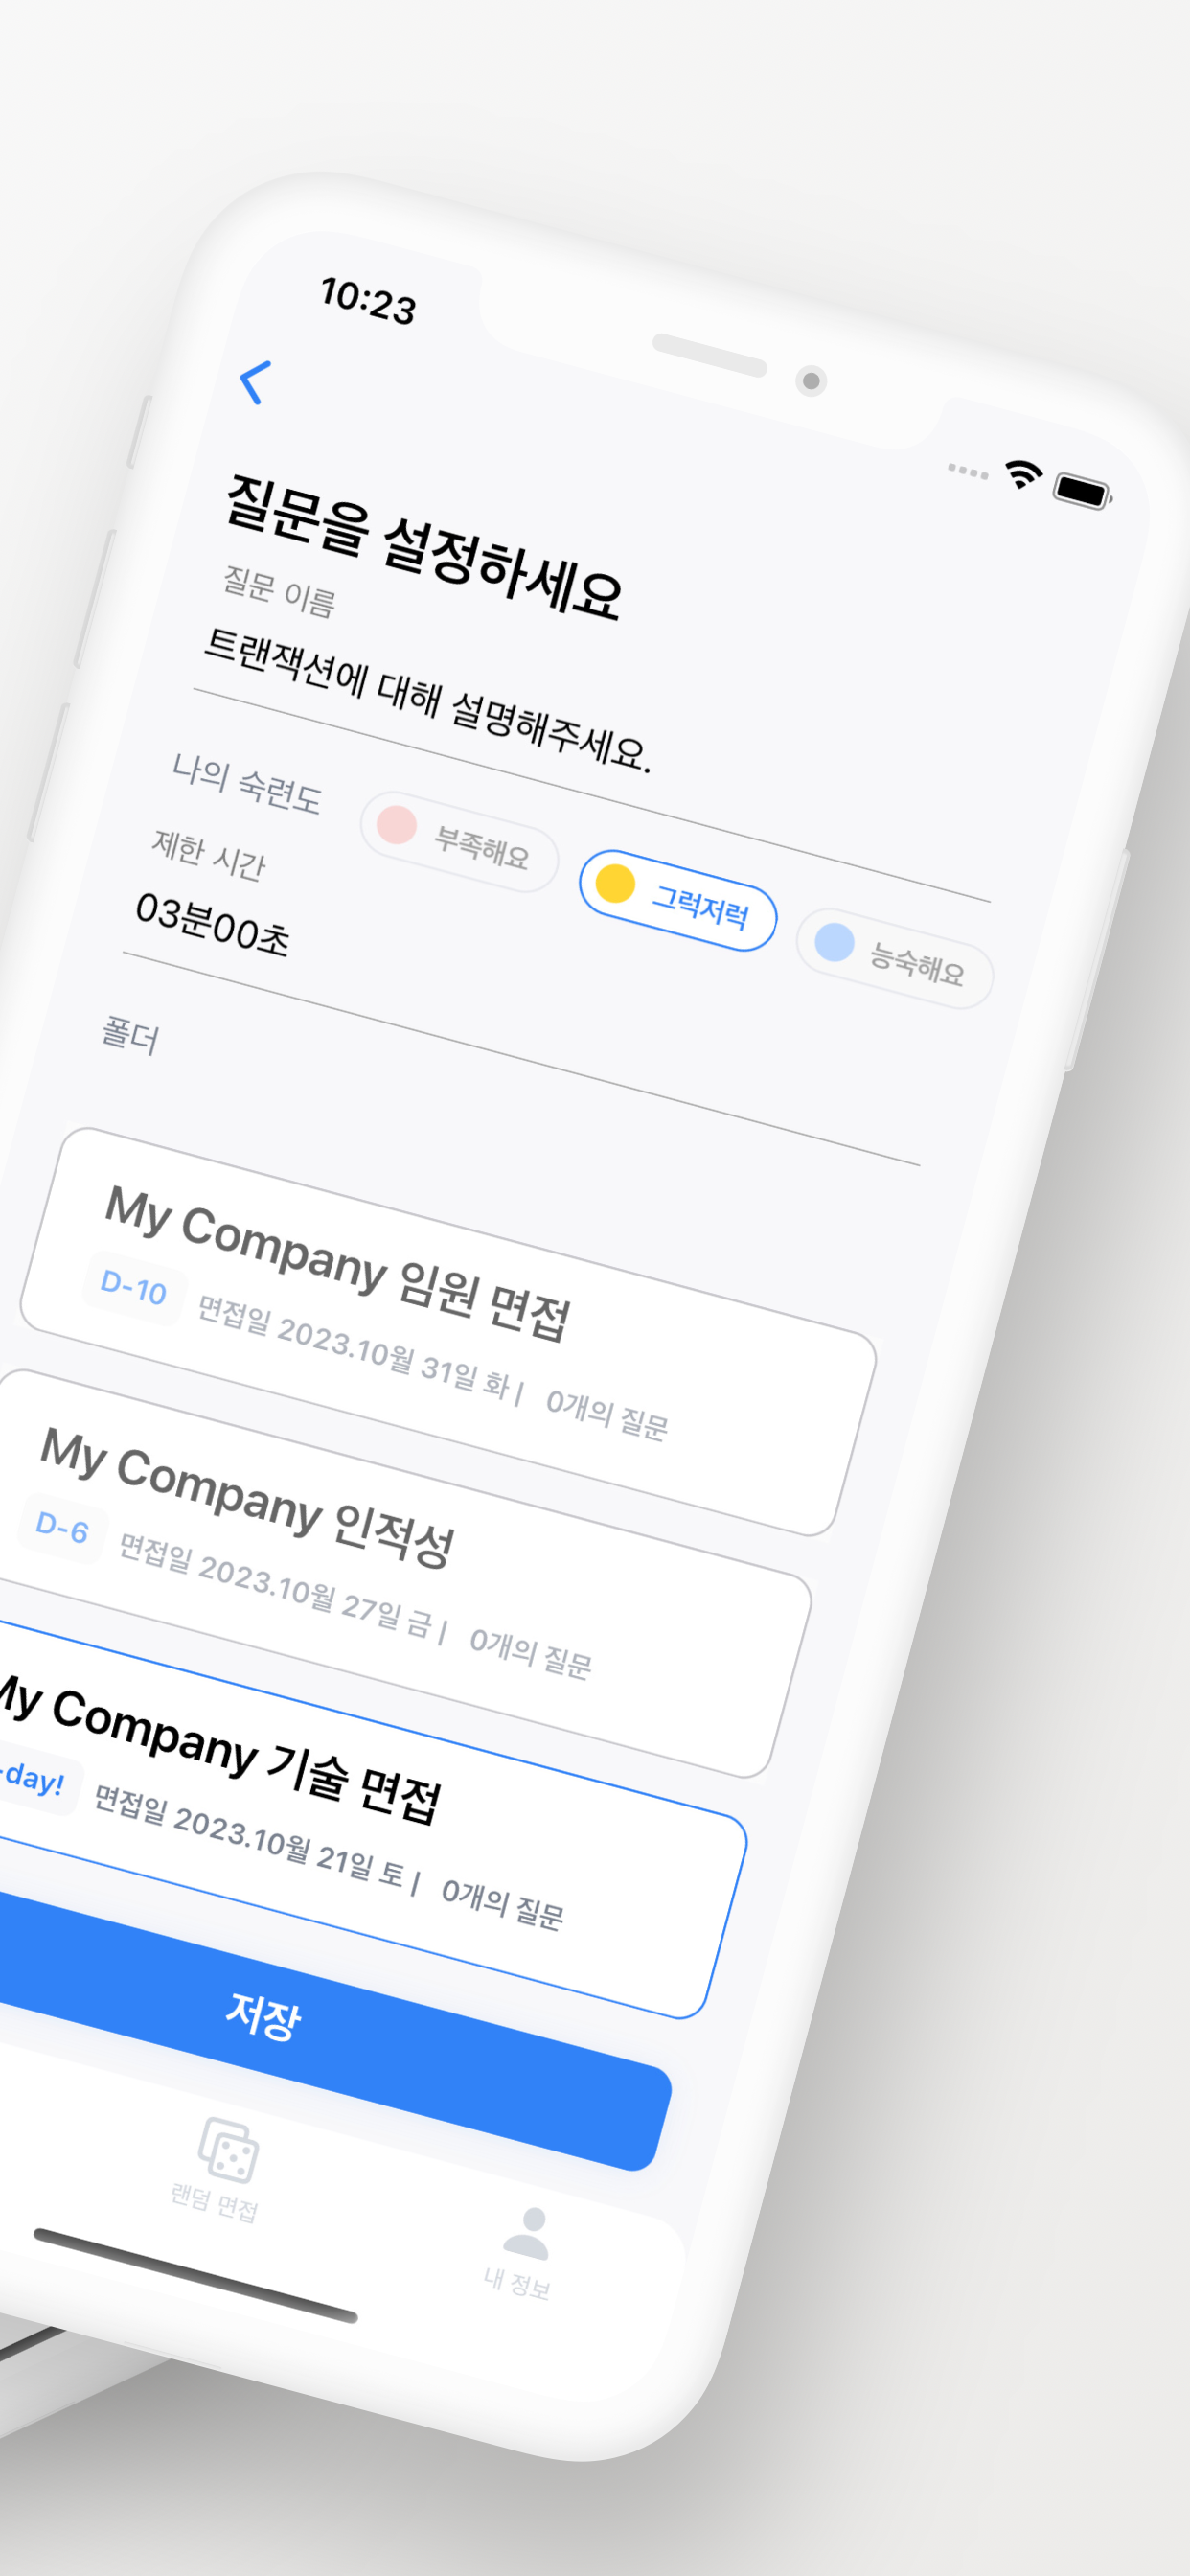 10:23
질문을 설정하세요
질문 이름
트랜잭션에 대해 설명해주세요.
나의 숙련도 부족해요 그럭저럭 능숙해요
제한 시간
03분00초
폴더
My Company 임원 면접
D-10 면접일 2023.10월 31일 화 | 0개의 질문
My Company 인적성
D-6 면접일 2023.10월 27일 금 | 0개의 질문
My Company 기술 면접
-day! 면접일 2023.10월 21일 토 | 0개의 질문
저장
랜덤 면접
내 정보